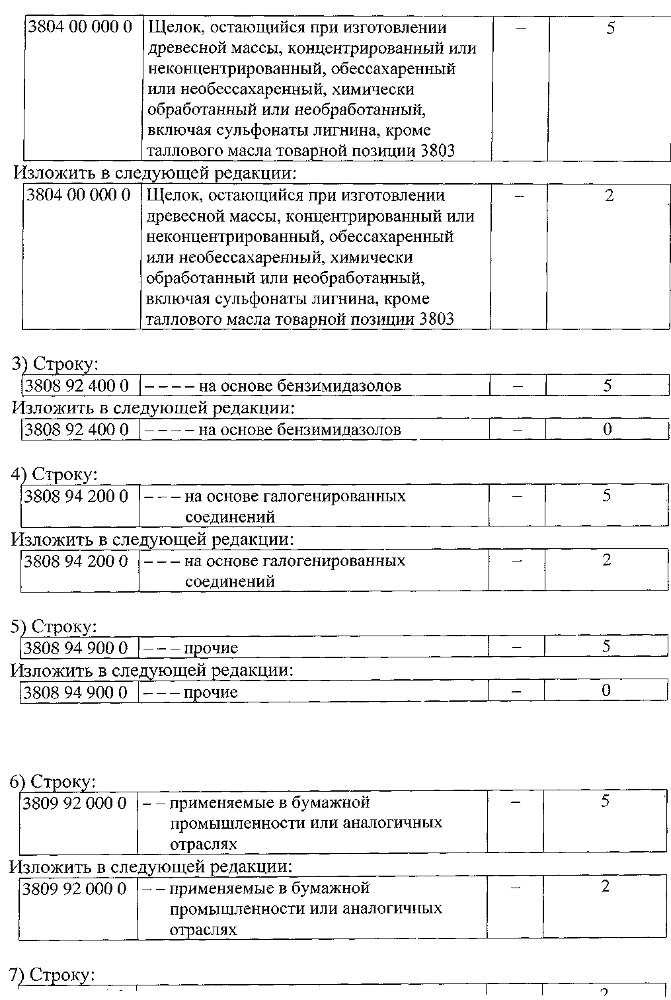 3804 00 000 0 Щелок, остающийся при изготовлении – 5
древесной массы, концентрированный или
неконцентрированный, обессахаренный
или необессахаренный, химически
обработанный или необработанный,
включая сульфонаты лигнина, кроме
таллового масла товарной позиции 3803
Изложить в следующей редакции:
3804 00 000 0 Щелок, остающийся при изготовлении – 2
древесной массы, концентрированный или
неконцентрированный, обессахаренный
или необессахаренный, химически
обработанный или необработанный,
включая сульфонаты лигнина, кроме
таллового масла товарной позиции 3803
3) Строку:
3808 92 400 0 – – – – на основе бензимидазолов – 5
Изложить в следующей редакции:
3808 92 400 0 – – – – на основе бензимидазолов – 0
4) Строку:
3808 94 200 0 – – – на основе галогенированных – 5
соединений
Изложить в следующей редакции:
3808 94 200 0 – – – на основе галогенированных – 2
соединений
5) Строку:
3808 94 900 0 – – – прочие – 5
Изложить в следующей редакции:
3808 94 900 0 – – – прочие – 0
6) Строку:
3809 92 000 0 – – применяемые в бумажной – 5
промышленности или аналогичных
отраслях
Изложить в следующей редакции:
3809 92 000 0 – – применяемые в бумажной – 2
промышленности или аналогичных
отраслях
7) Строку: